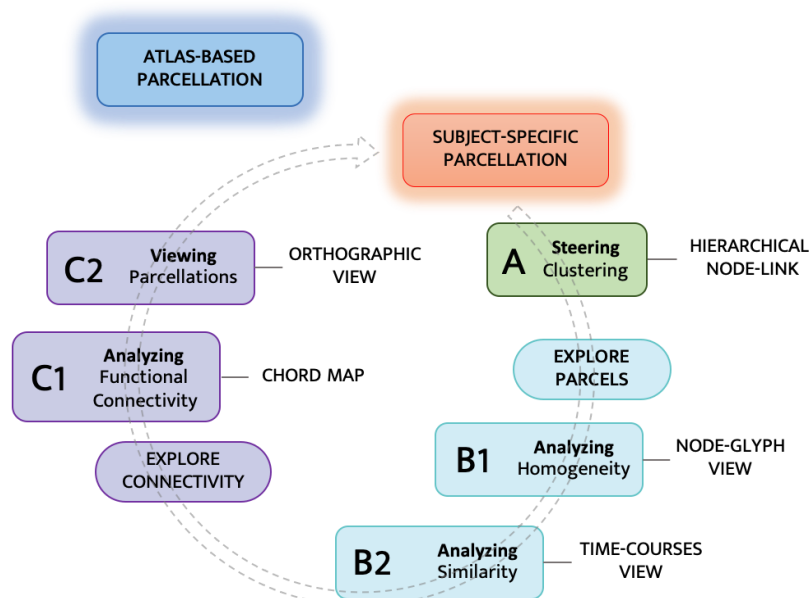 ATLAS-BASED
PARCELLATION
SUBJECT-SPECIFIC
PARCELLATION
A
Steering
Clustering
HIERARCHICAL
NODE-LINK
EXPLORE
PARCELS
B1
Analyzing
Homogeneity
NODE-GLYPH
VIEW
B2
Analyzing
Similarity
TIME-COURSES
VIEW
EXPLORE
CONNECTIVITY
C1
Analyzing
Functional
Connectivity
CHORD MAP
C2
Viewing
Parcellations
ORTHOGRAPHIC
VIEW